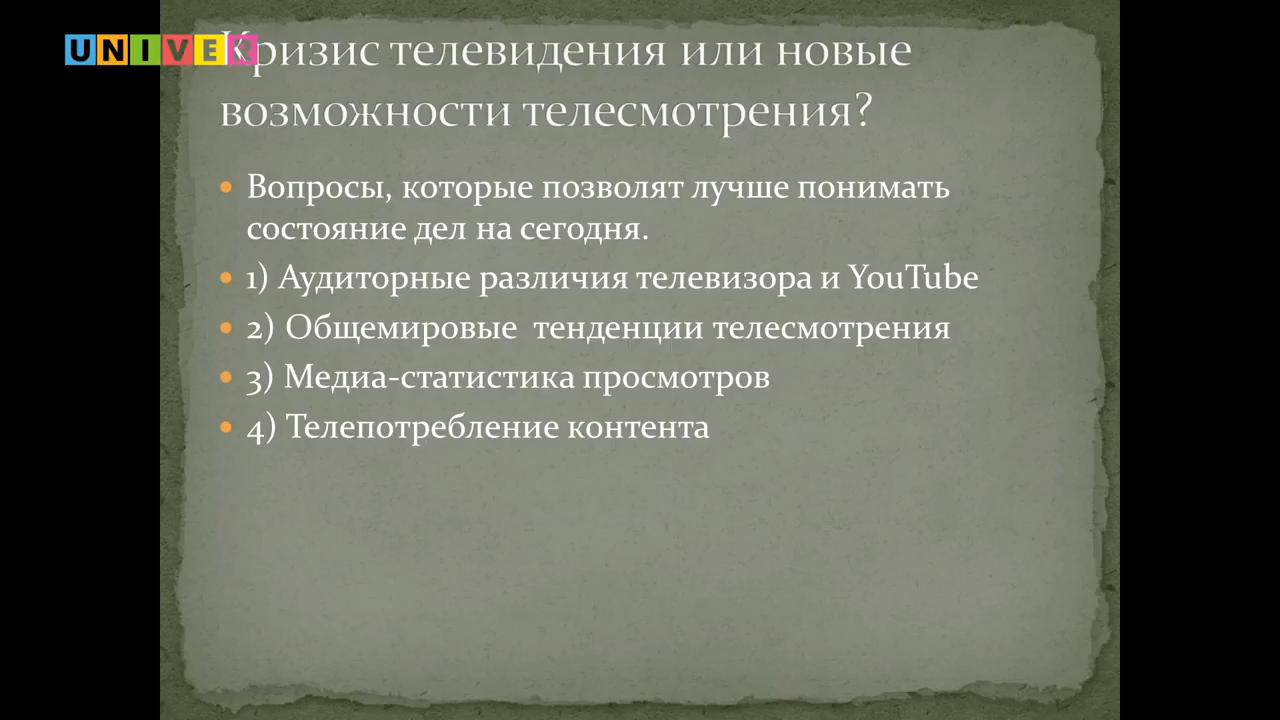 UNIVER
Кризис телевидения или новые
возможности телесмотрения?
Вопросы, которые позволят лучше понимать
состояние дел на сегодня.
1) Аудиторные различия телевизора и YouTube
2) Общемировые тенденции телесмотрения
3) Медиа-статистика просмотров
4) Телепотребление контента